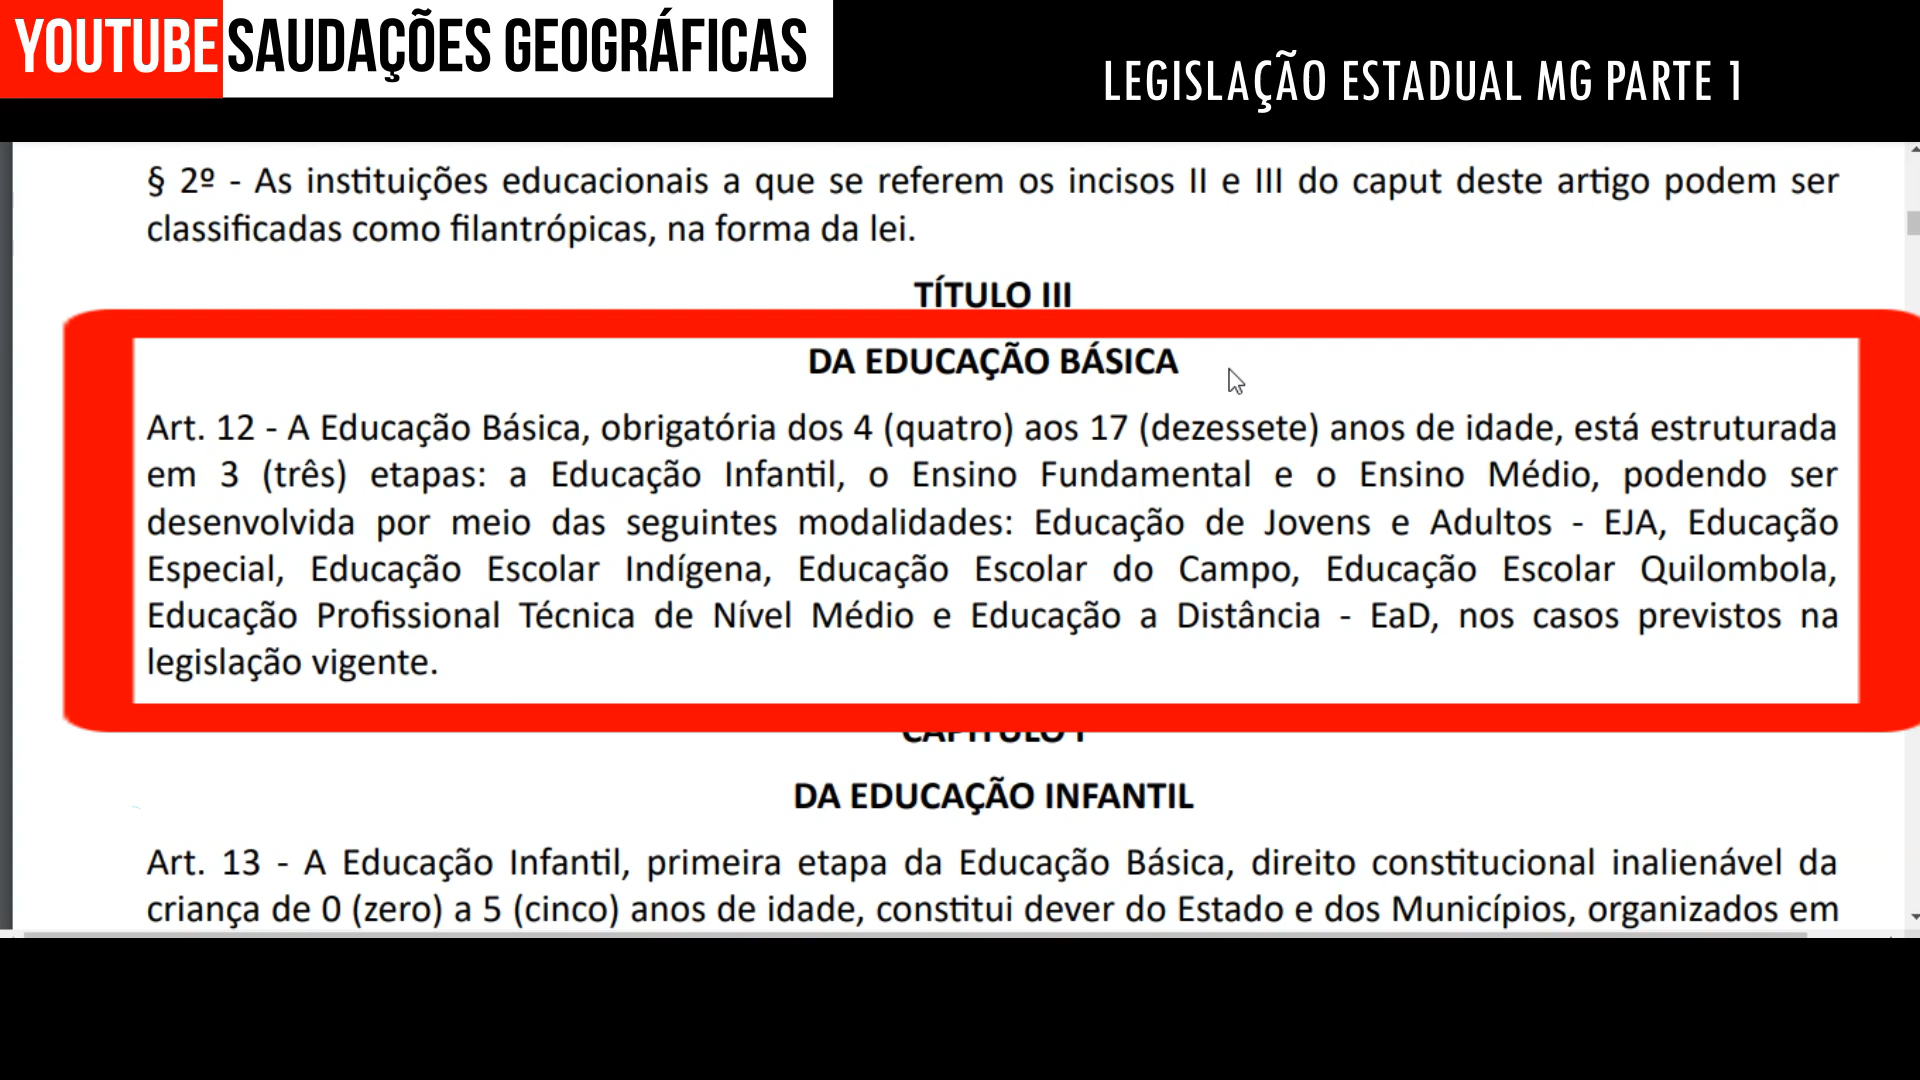 YOUTUBE SAUDAÇÕES GEOGRÁFICAS
LEGISLAÇÃO ESTADUAL MG PARTE 1
§ 2º - As instituições educacionais a que se referem os incisos II e III do caput deste artigo podem ser
classificadas como filantrópicas, na forma da lei.
TÍTULO III
DA EDUCAÇÃO BÁSICA
Art. 12 - A Educação Básica, obrigatória dos 4 (quatro) aos 17 (dezessete) anos de idade, está estruturada
em 3 (três) etapas: a Educação Infantil, o Ensino Fundamental e o Ensino Médio, podendo ser
desenvolvida por meio das seguintes modalidades: Educação de Jovens e Adultos - EJA, Educação
Especial, Educação Escolar Indígena, Educação Escolar do Campo, Educação Escolar Quilombola,
Educação Profissional Técnica de Nível Médio e Educação a Distância - EaD, nos casos previstos na
legislação vigente.
CAPÍTULO I
DA EDUCAÇÃO INFANTIL
Art. 13 - A Educação Infantil, primeira etapa da Educação Básica, direito constitucional inalienável da
criança de 0 (zero) a 5 (cinco) anos de idade, constitui dever do Estado e dos Municípios, organizados em